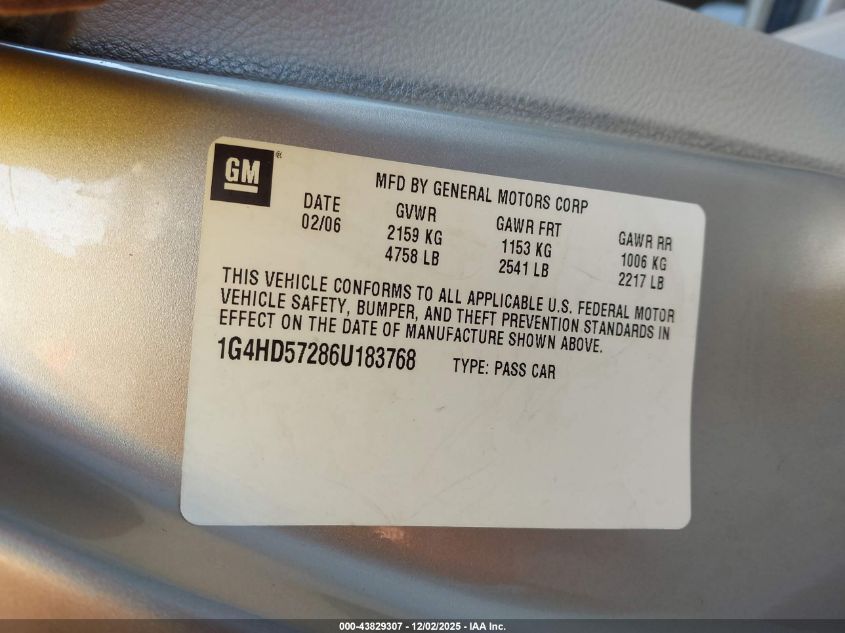 GM®
MFD BY GENERAL MOTORS CORP
DATE GVWR GAWR FRT GAWR RR
02/06 2159 KG 1153 KG 1006 KG
4758 LB 2541 LB 2217 LB
THIS VEHICLE CONFORMS TO ALL APPLICABLE U.S. FEDERAL MOTOR
VEHICLE SAFETY, BUMPER, AND THEFT PREVENTION STANDARDS IN
EFFECT ON THE DATE OF MANUFACTURE SHOWN ABOVE.
1G4HD57286U183768 TYPE: PASS CAR
000-43829307 - 12/02/2025 - IAA Inc.